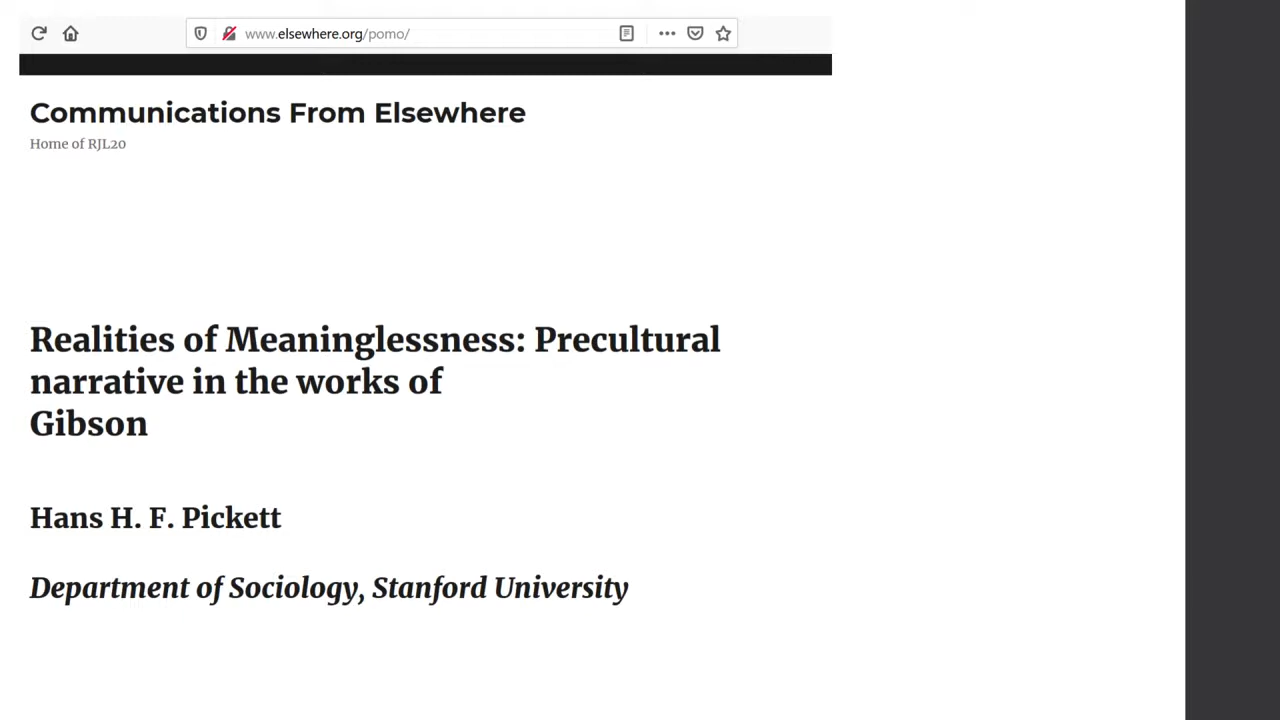 www.elsewhere.org/pomo/
Communications From Elsewhere
Home of RJL20
Realities of Meaninglessness: Precultural
narrative in the works of
Gibson
Hans H. F. Pickett
Department of Sociology, Stanford University